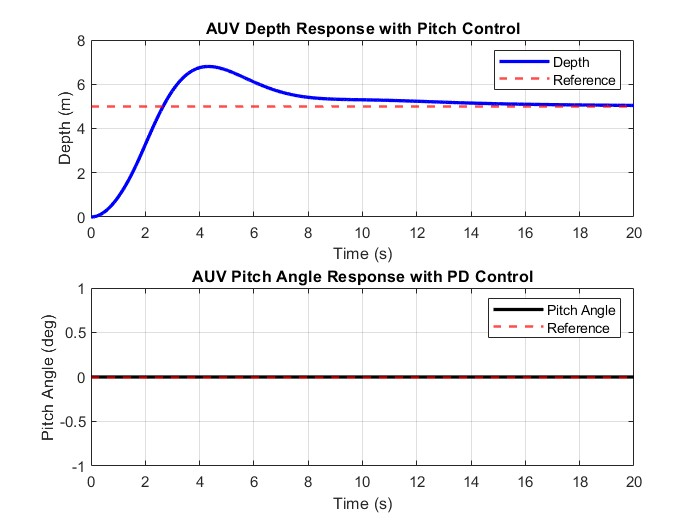 AUV Depth Response with Pitch Control
Depth (m)
8
6
4
2
0
Depth
Reference
0 2 4 6 8 10 12 14 16 18 20
Time (s)
AUV Pitch Angle Response with PD Control
Pitch Angle (deg)
1
0.5
0
-0.5
-1
Pitch Angle
Reference
0 2 4 6 8 10 12 14 16 18 20
Time (s)